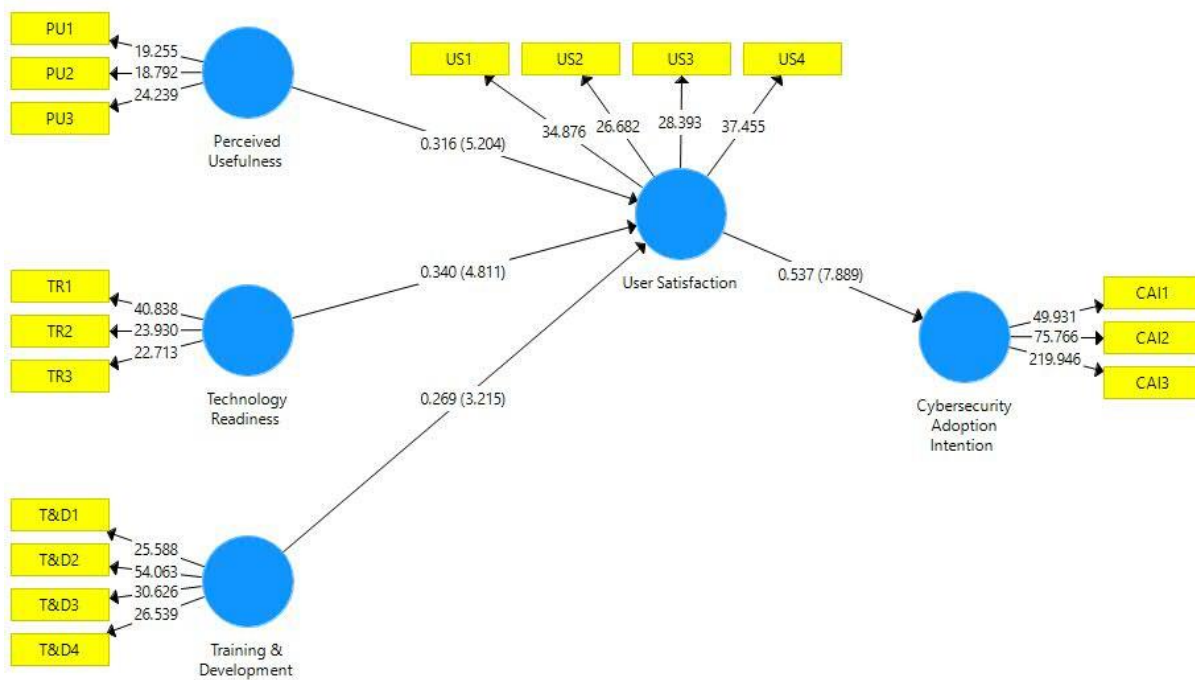 PU1
PU2
PU3
19.255
18.792
24.239
Perceived
Usefulness
US1
US2
US3
US4
34.876
26.682
28.393
37.455
0.316 (5.204)
User Satisfaction
TR1
TR2
TR3
40.838
23.930
22.713
Technology
Readiness
0.340 (4.811)
0.537 (7.889)
CAI1
CAI2
CAI3
49.931
75.766
219.946
Cybersecurity
Adoption
Intention
0.269 (3.215)
T&D1
T&D2
T&D3
T&D4
25.588
54.063
30.626
26.539
Training &
Development